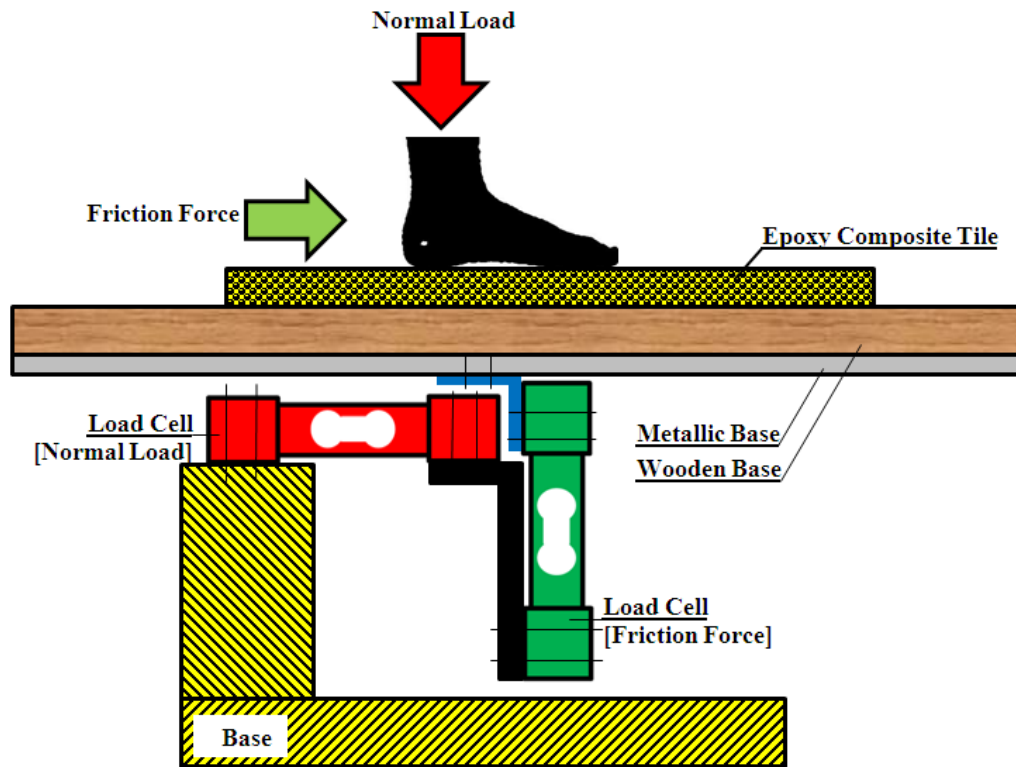 Normal Load
Friction Force
Epoxy Composite Tile
Load Cell
[Normal Load]
Metallic Base
Wooden Base
Load Cell
[Friction Force]
Base